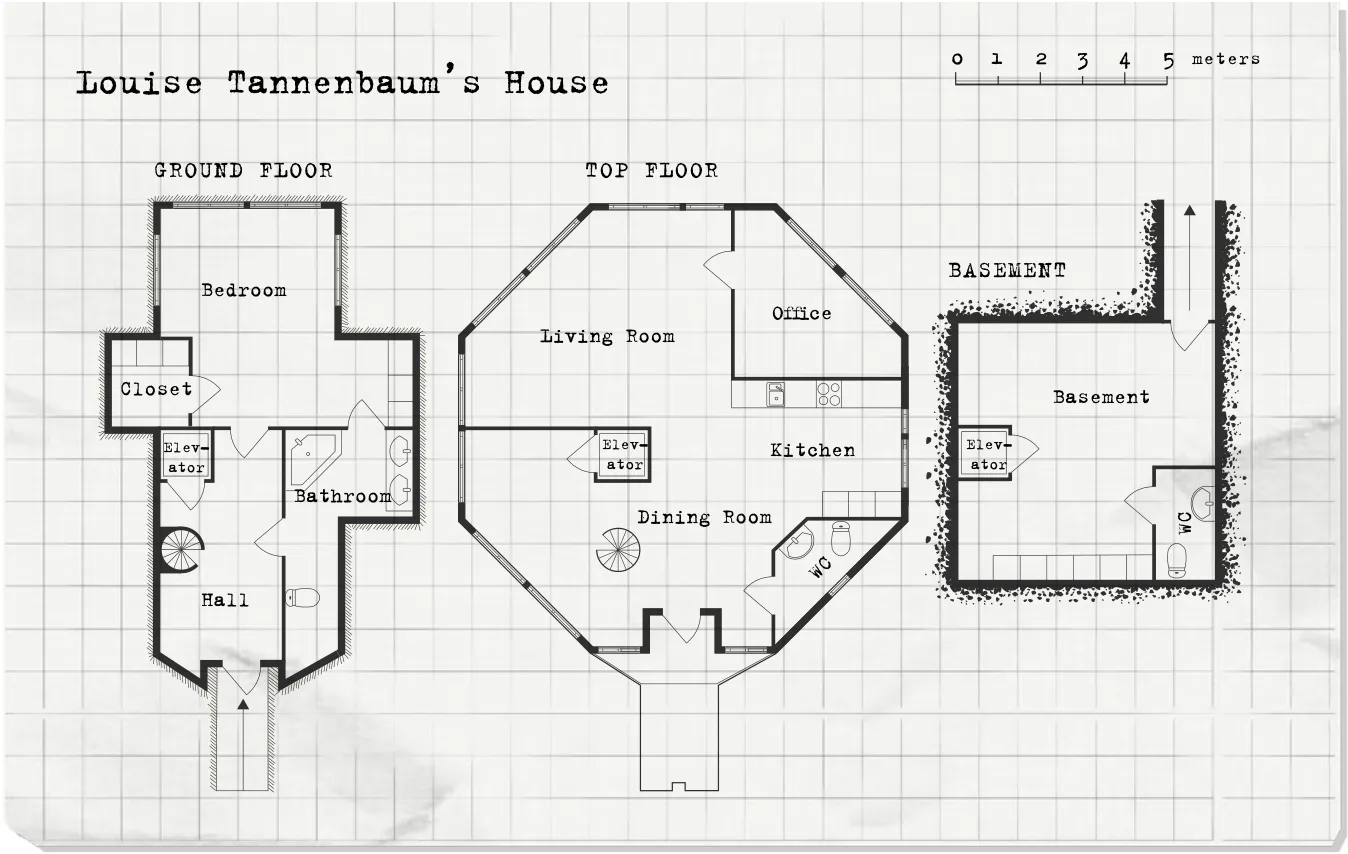 Louise Tannenbaum's House
0 1 2 3 4 5 meters
GROUND FLOOR
Bedroom
Closet
Elev-
ator
Bathroom
Hall
TOP FLOOR
Living Room
Office
Kitchen
Elev-
ator
Dining Room
WC
BASEMENT
Basement
Elev-
ator
WC